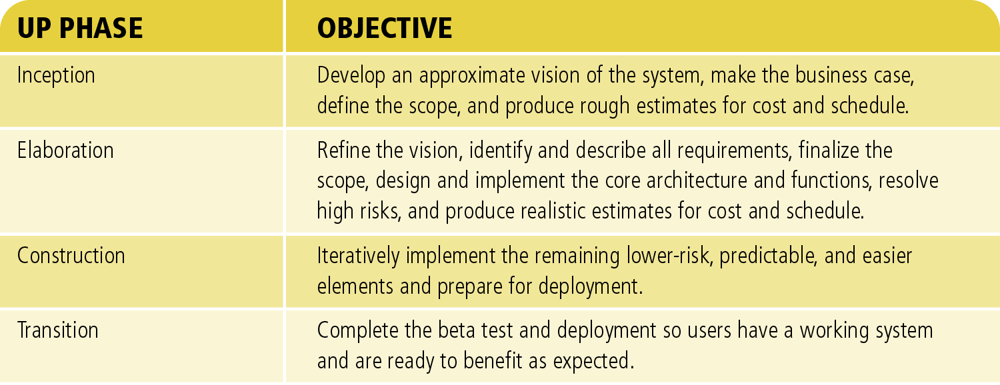 UP PHASE
OBJECTIVE
Inception
Develop an approximate vision of the system, make the business case,
define the scope, and produce rough estimates for cost and schedule.
Elaboration
Refine the vision, identify and describe all requirements, finalize the
scope, design and implement the core architecture and functions, resolve
high risks, and produce realistic estimates for cost and schedule.
Construction
Iteratively implement the remaining lower-risk, predictable, and easier
elements and prepare for deployment.
Transition
Complete the beta test and deployment so users have a working system
and are ready to benefit as expected.